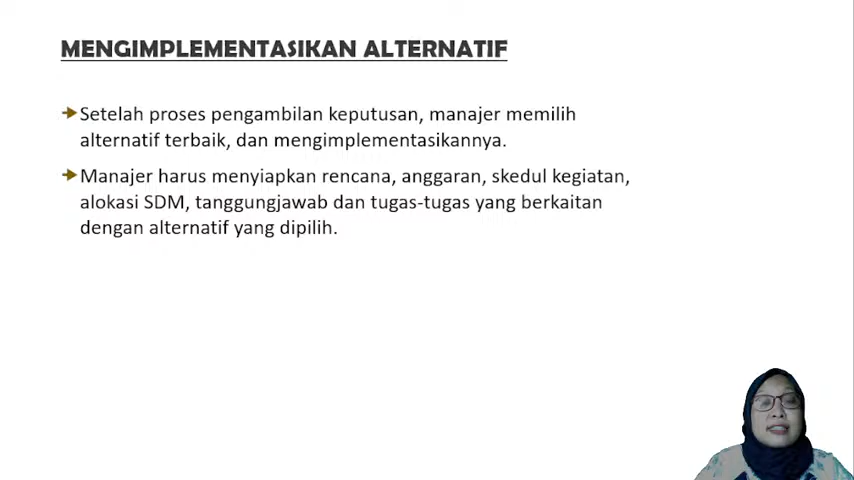 MENGIMPLEMENTASIKAN ALTERNATIF
Setelah proses pengambilan keputusan, manajer memilih
alternatif terbaik, dan mengimplementasikannya.
Manajer harus menyiapkan rencana, anggaran, skedul kegiatan,
alokasi SDM, tanggungjawab dan tugas-tugas yang berkaitan
dengan alternatif yang dipilih.